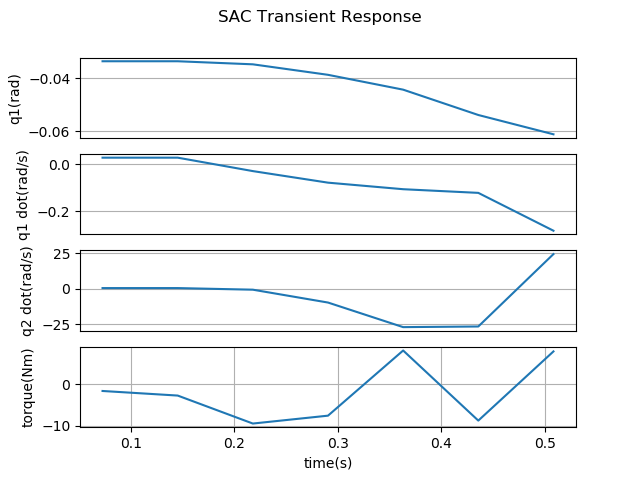 SAC Transient Response
q1(rad)
−0.04
−0.06
q1 dot(rad/s)
0.0
−0.2
q2 dot(rad/s)
25
0
−25
torque(Nm)
0
−10
0.1 0.2 0.3 0.4 0.5
time(s)